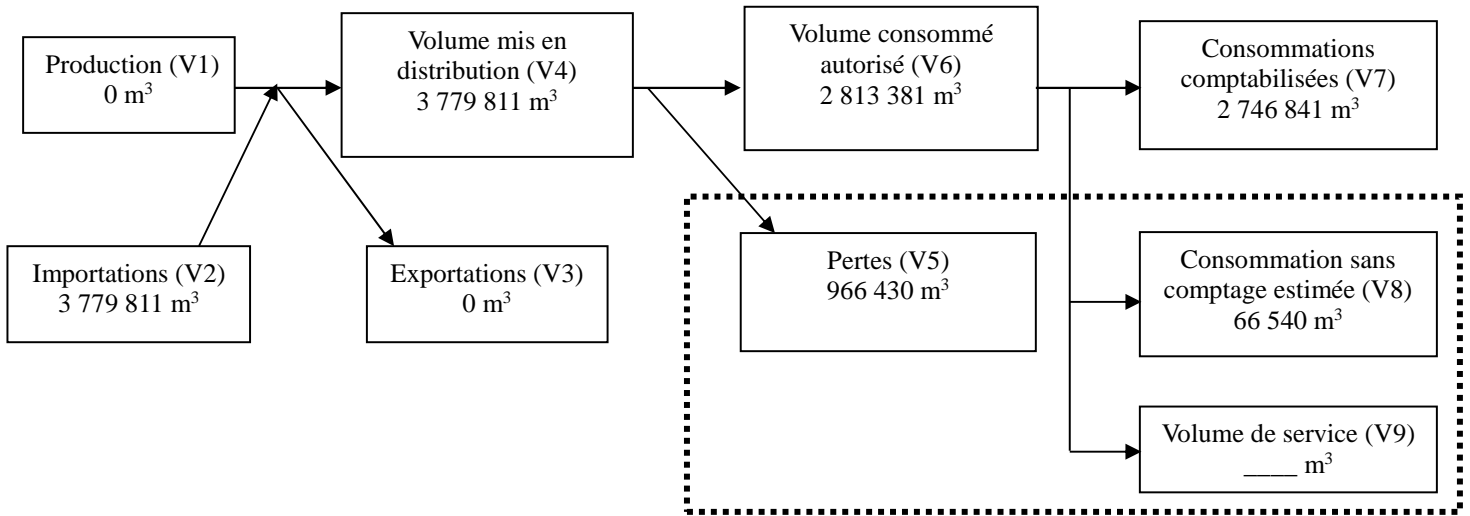 Production (V1)
0 m³
Volume mis en
distribution (V4)
3 779 811 m³
Volume consommé
autorisé (V6)
2 813 381 m³
Consommations
comptabilisées (V7)
2 746 841 m³
Importations (V2)
3 779 811 m³
Exportations (V3)
0 m³
Pertes (V5)
966 430 m³
Consommation sans
comptage estimée (V8)
66 540 m³
Volume de service (V9)
____ m³